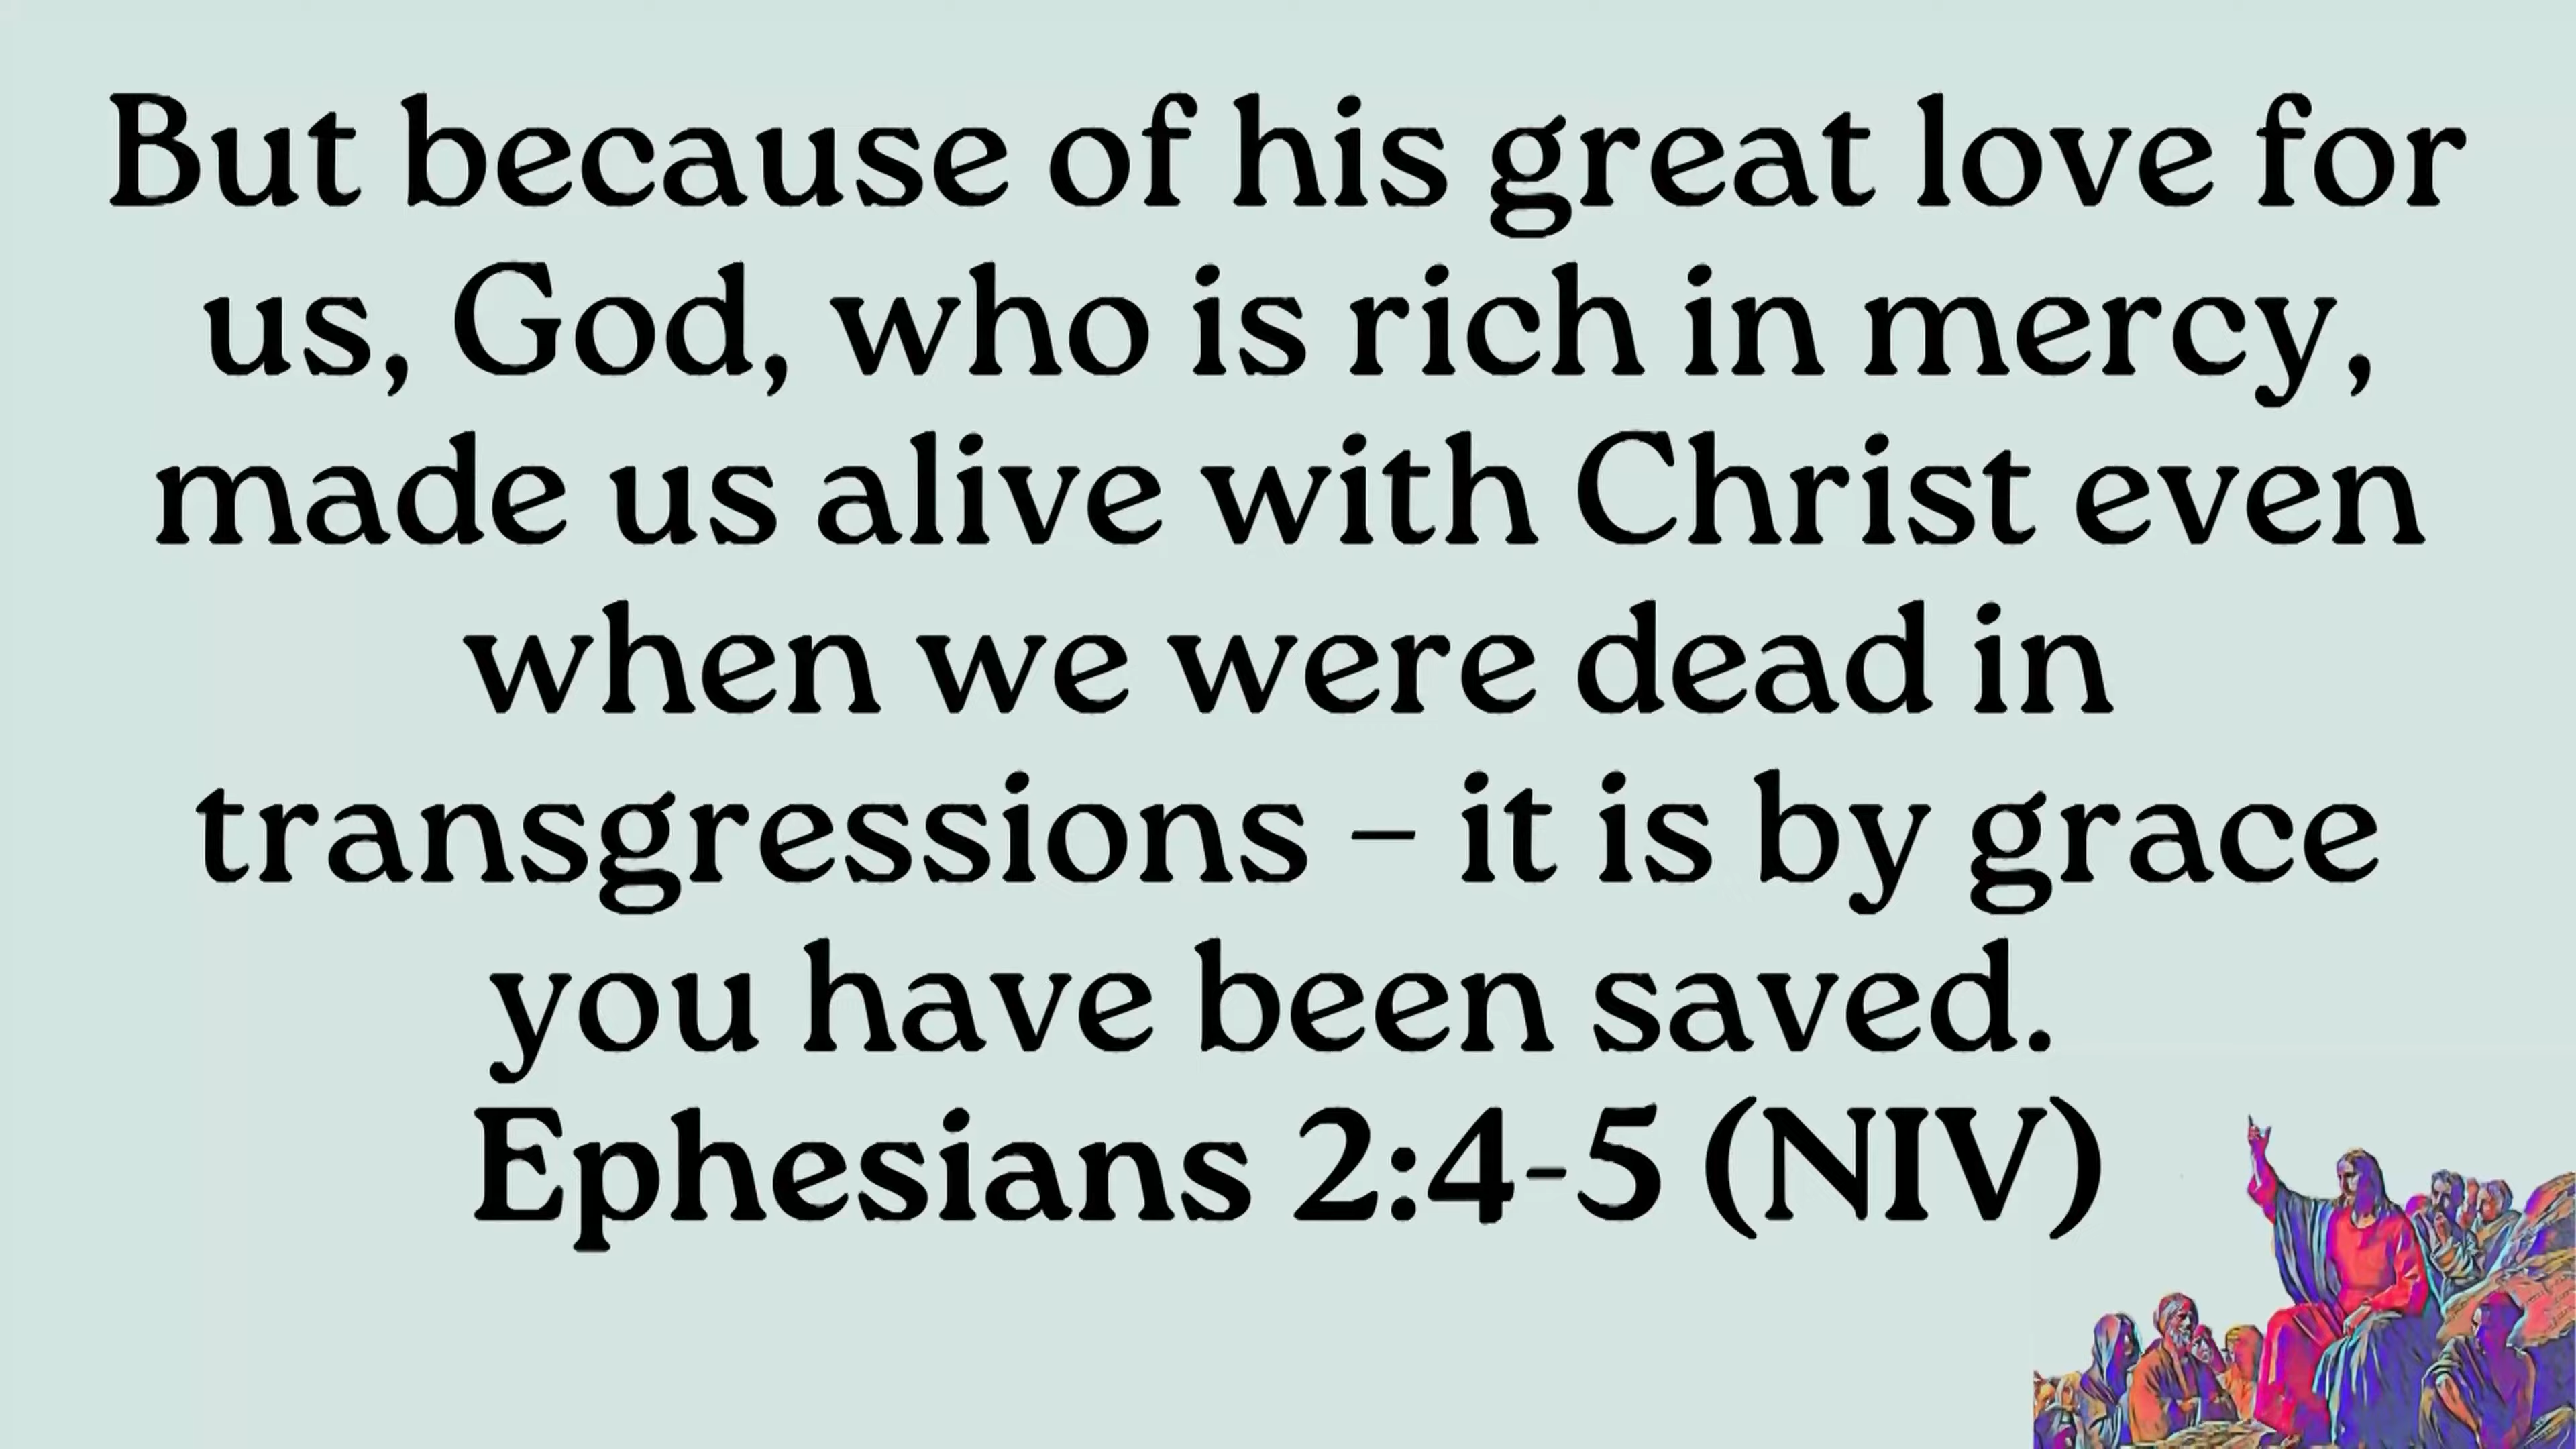 But because of his great love for
us, God, who is rich in mercy,
made us alive with Christ even
when we were dead in
transgressions – it is by grace
you have been saved.
Ephesians 2:4-5 (NIV)